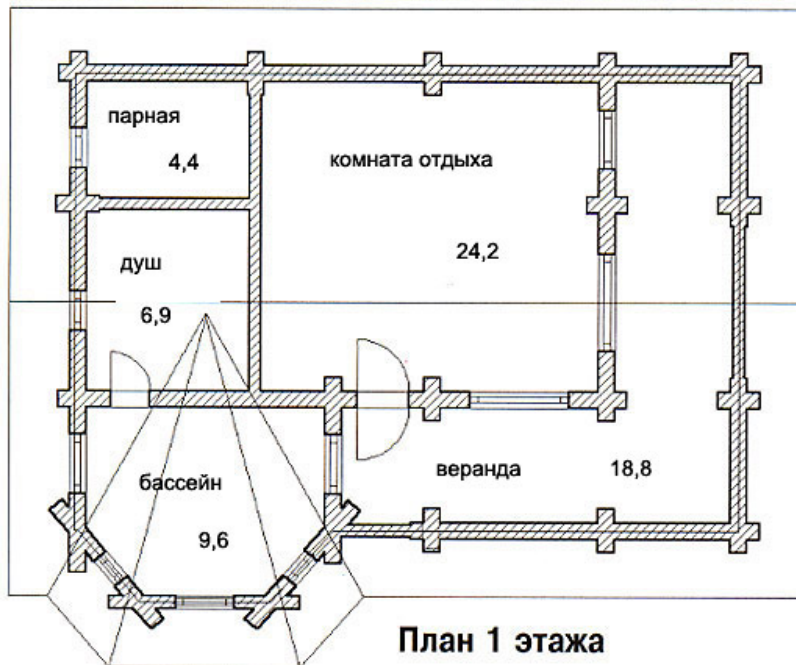 парная
4,4
комната отдыха
24,2
душ
6,9
бассейн
9,6
веранда 18,8
План 1 этажа